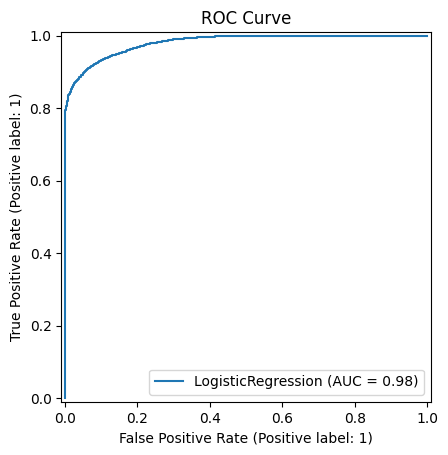 ROC Curve
1.0
0.8
0.6
0.4
0.2
0.0
True Positive Rate (Positive label: 1)
LogisticRegression (AUC = 0.98)
0.0 0.2 0.4 0.6 0.8 1.0
False Positive Rate (Positive label: 1)